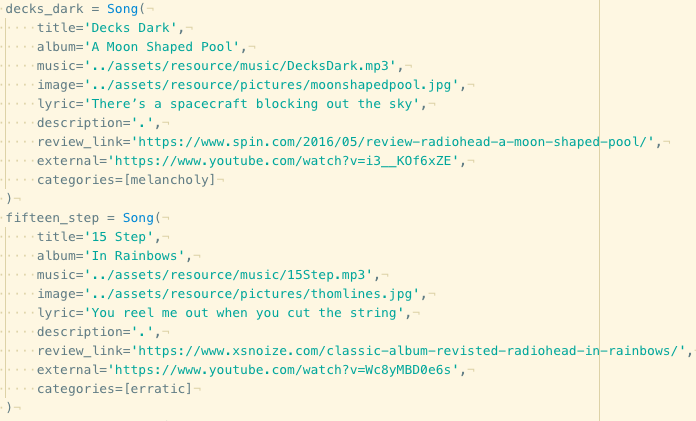 decks_dark = Song(
    title='Decks Dark',
    album='A Moon Shaped Pool',
    music='../assets/resource/music/DecksDark.mp3',
    image='../assets/resource/pictures/moonshapedpool.jpg',
    lyric='There’s a spacecraft blocking out the sky',
    description='.',
    review_link='https://www.spin.com/2016/05/review-radiohead-a-moon-shaped-pool/',
    external='https://www.youtube.com/watch?v=i3__KOf6xZE',
    categories=[melancholy]
)
fifteen_step = Song(
    title='15 Step',
    album='In Rainbows',
    music='../assets/resource/music/15Step.mp3',
    image='../assets/resource/pictures/thomlines.jpg',
    lyric='You reel me out when you cut the string',
    description='.',
    review_link='https://www.xsnoize.com/classic-album-revisted-radiohead-in-rainbows/',
    external='https://www.youtube.com/watch?v=Wc8yMBD0e6s',
    categories=[erratic]
)